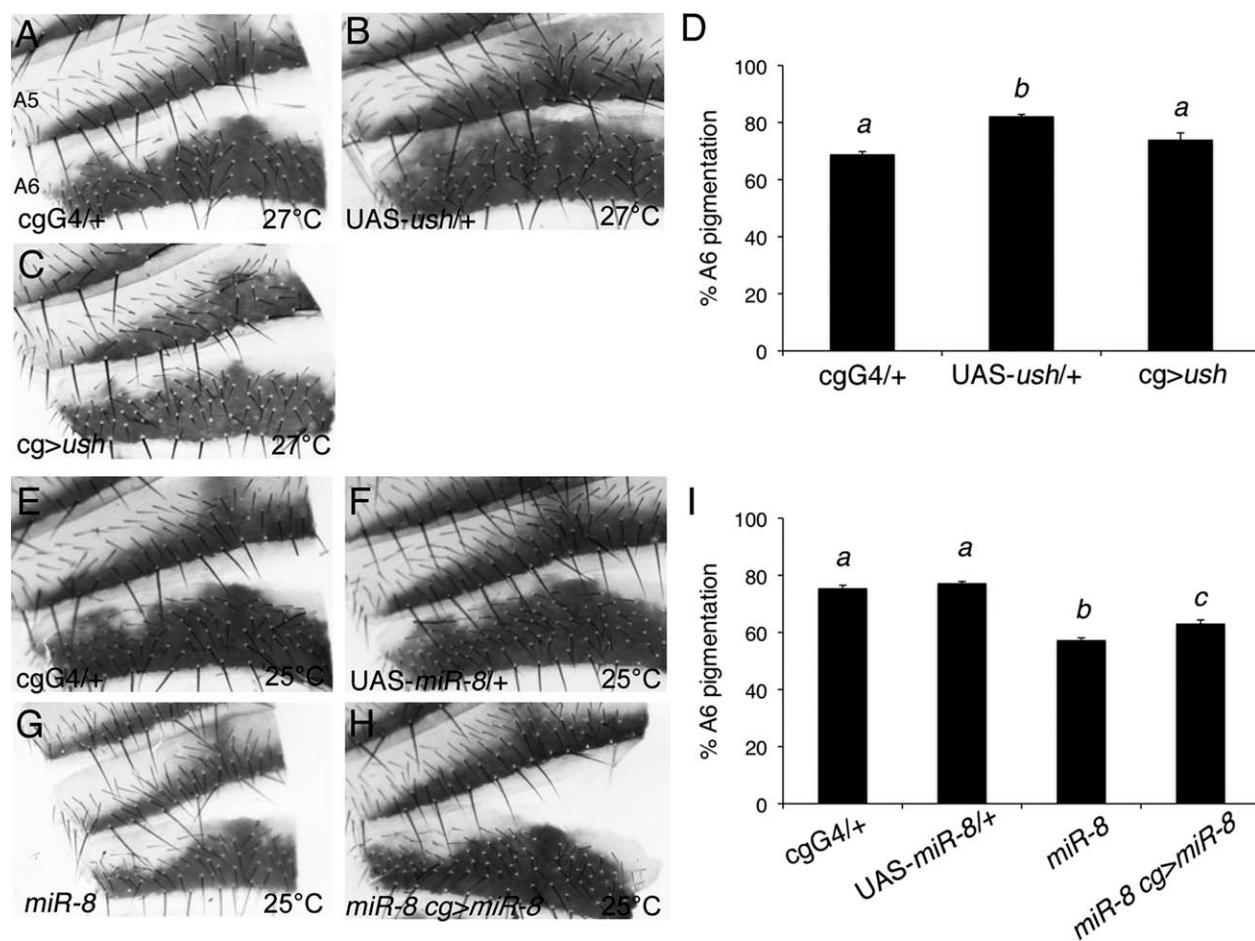 A
A5
A6
cgG4/+
27°C
B
UAS-ush/+
27°C
C
cg>ush
27°C
D
100
80
60
40
20
0
% A6 pigmentation
a
b
a
cgG4/+
UAS-ush/+
cg>ush
E
cgG4/+
25°C
F
UAS-miR-8/+
25°C
G
miR-8
25°C
H
miR-8 cg>miR-8
25°C
I
100
80
60
40
20
0
% A6 pigmentation
a
a
b
c
cgG4/+
UAS-miR-8/+
miR-8
miR-8 cg>miR-8